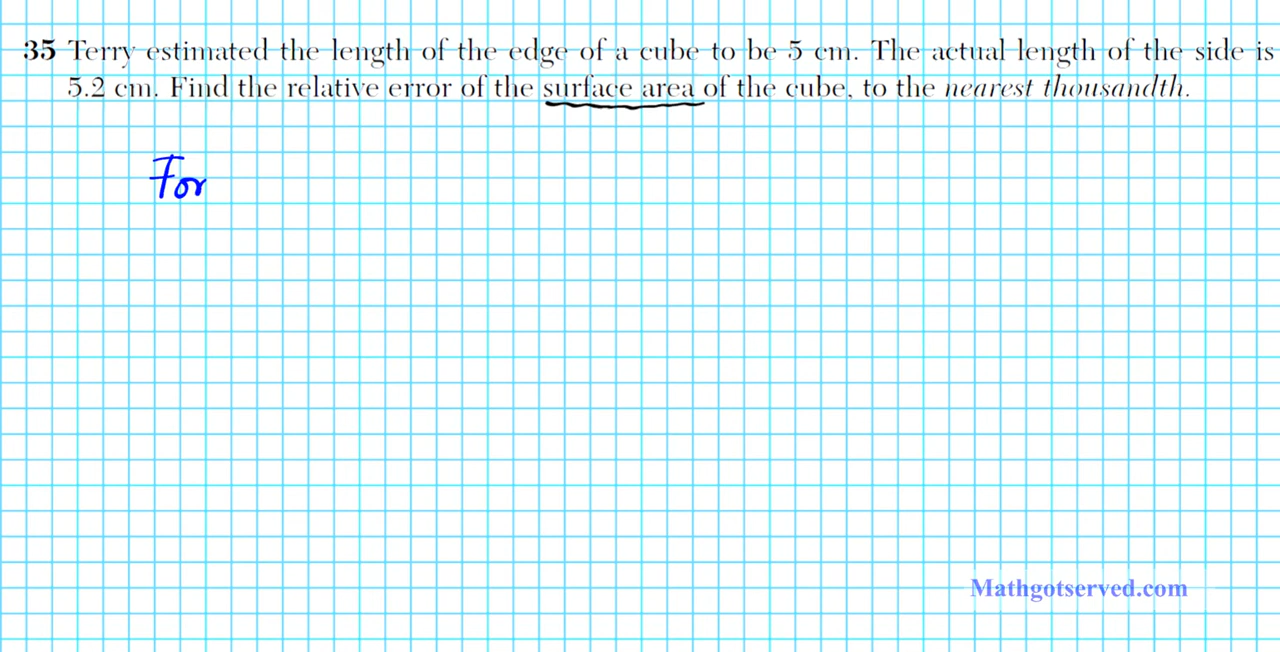 35 Terry estimated the length of the edge of a cube to be 5 cm. The actual length of the side is
5.2 cm. Find the relative error of the surface area of the cube, to the nearest thousandth.
For
Mathgotserved.com